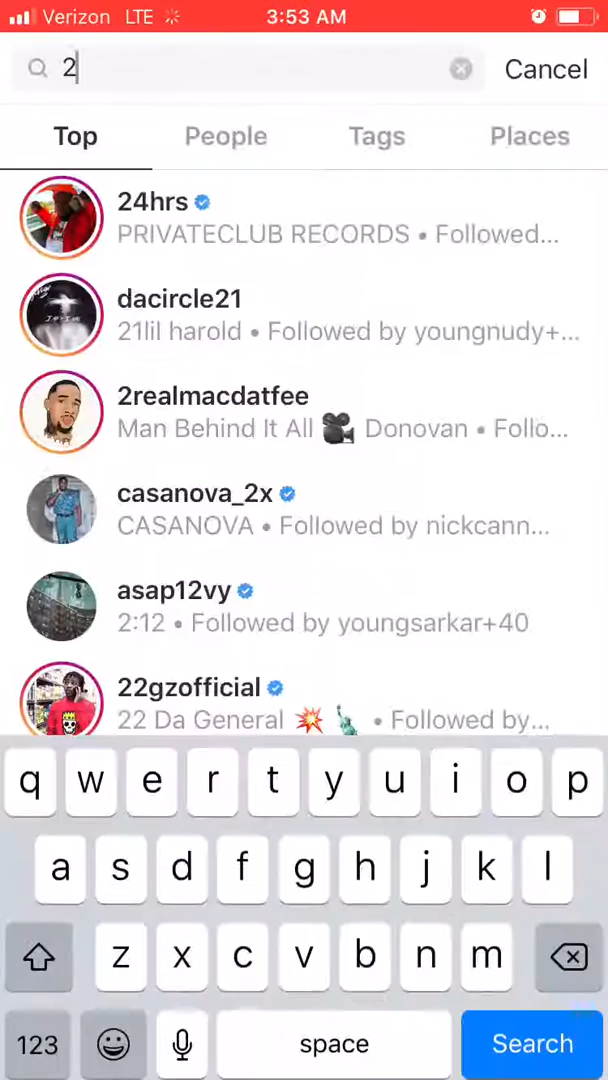 Verizon LTE 3:53 AM
2 Cancel
Top People Tags Places
24hrs
PRIVATECLUB RECORDS • Followed...
dacircle21
21lil harold • Followed by youngnudy+...
2realmacdatfee
Man Behind It All 🎥 Donovan • Follo...
casanova_2x
CASANOVA • Followed by nickcann...
asap12vy
2:12 • Followed by youngsarkar+40
22gzofficial
22 Da General 💥 🗽 • Followed by...
q w e r t y u i o p
a s d f g h j k l
z x c v b n m
123 space Search